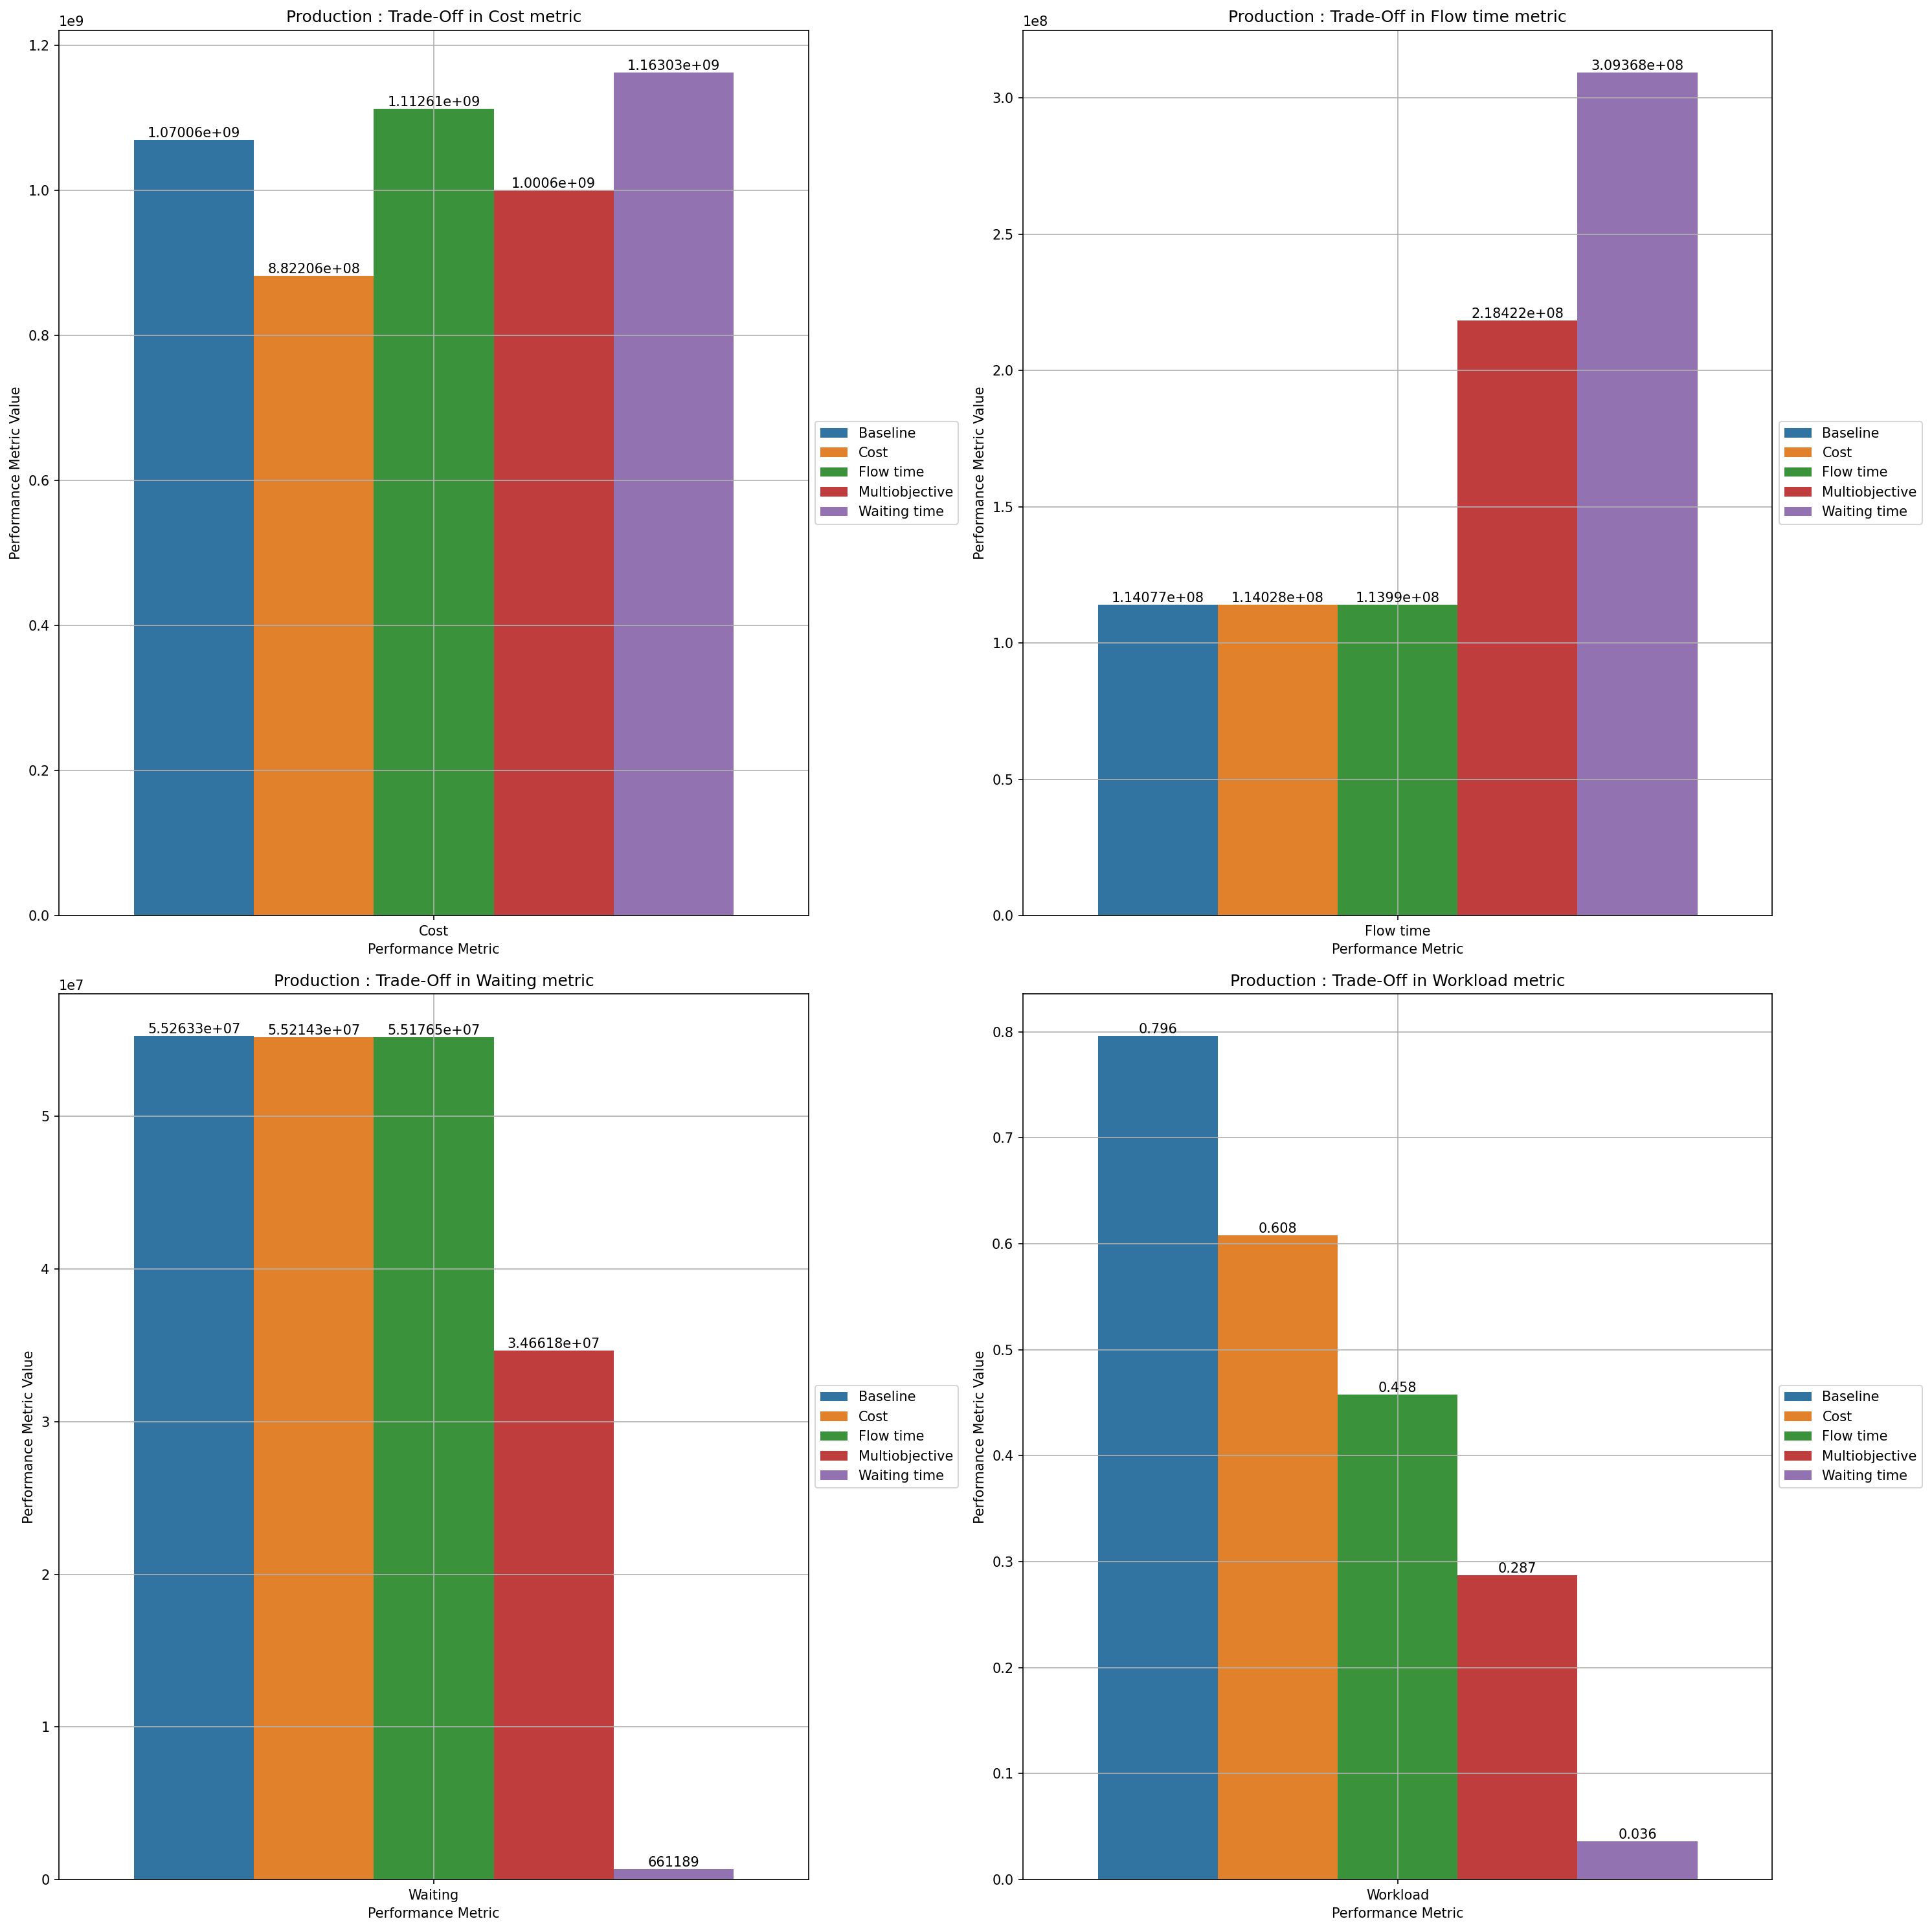 Production : Trade-Off in Cost metric
1e9
1.2
1.0
0.8
0.6
0.4
0.2
0.0
Performance Metric Value
1.07006e+09
8.82206e+08
1.11261e+09
1.0006e+09
1.16303e+09
Cost
Performance Metric
Baseline
Cost
Flow time
Multiobjective
Waiting time
Production : Trade-Off in Flow time metric
1e8
3.0
2.5
2.0
1.5
1.0
0.5
0.0
Performance Metric Value
1.14077e+08
1.14028e+08
1.1399e+08
2.18422e+08
3.09368e+08
Flow time
Performance Metric
Baseline
Cost
Flow time
Multiobjective
Waiting time
Production : Trade-Off in Waiting metric
1e7
5
4
3
2
1
0
Performance Metric Value
5.52633e+07
5.52143e+07
5.51765e+07
3.46618e+07
661189
Waiting
Performance Metric
Baseline
Cost
Flow time
Multiobjective
Waiting time
Production : Trade-Off in Workload metric
0.8
0.7
0.6
0.5
0.4
0.3
0.2
0.1
0.0
Performance Metric Value
0.796
0.608
0.458
0.287
0.036
Workload
Performance Metric
Baseline
Cost
Flow time
Multiobjective
Waiting time